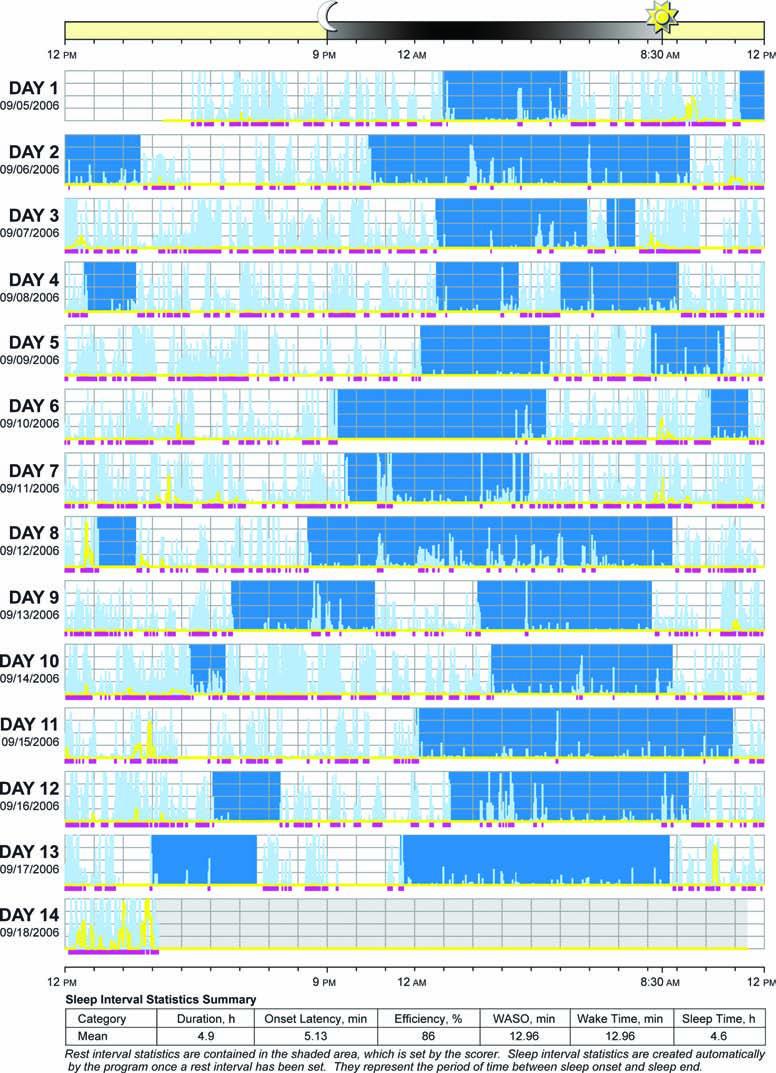 12 PM 9 PM 12 AM 8:30 AM 12 PM
DAY 1
09/05/2006
DAY 2
09/06/2006
DAY 3
09/07/2006
DAY 4
09/08/2006
DAY 5
09/09/2006
DAY 6
09/10/2006
DAY 7
09/11/2006
DAY 8
09/12/2006
DAY 9
09/13/2006
DAY 10
09/14/2006
DAY 11
09/15/2006
DAY 12
09/16/2006
DAY 13
09/17/2006
DAY 14
09/18/2006
12 PM 9 PM 12 AM 8:30 AM 12 PM
Sleep Interval Statistics Summary
Category Duration, h Onset Latency, min Efficiency, % WASO, min Wake Time, min Sleep Time, h
Mean 4.9 5.13 86 12.96 12.96 4.6
Rest interval statistics are contained in the shaded area, which is set by the scorer. Sleep interval statistics are created automatically
by the program once a rest interval has been set. They represent the period of time between sleep onset and sleep end.